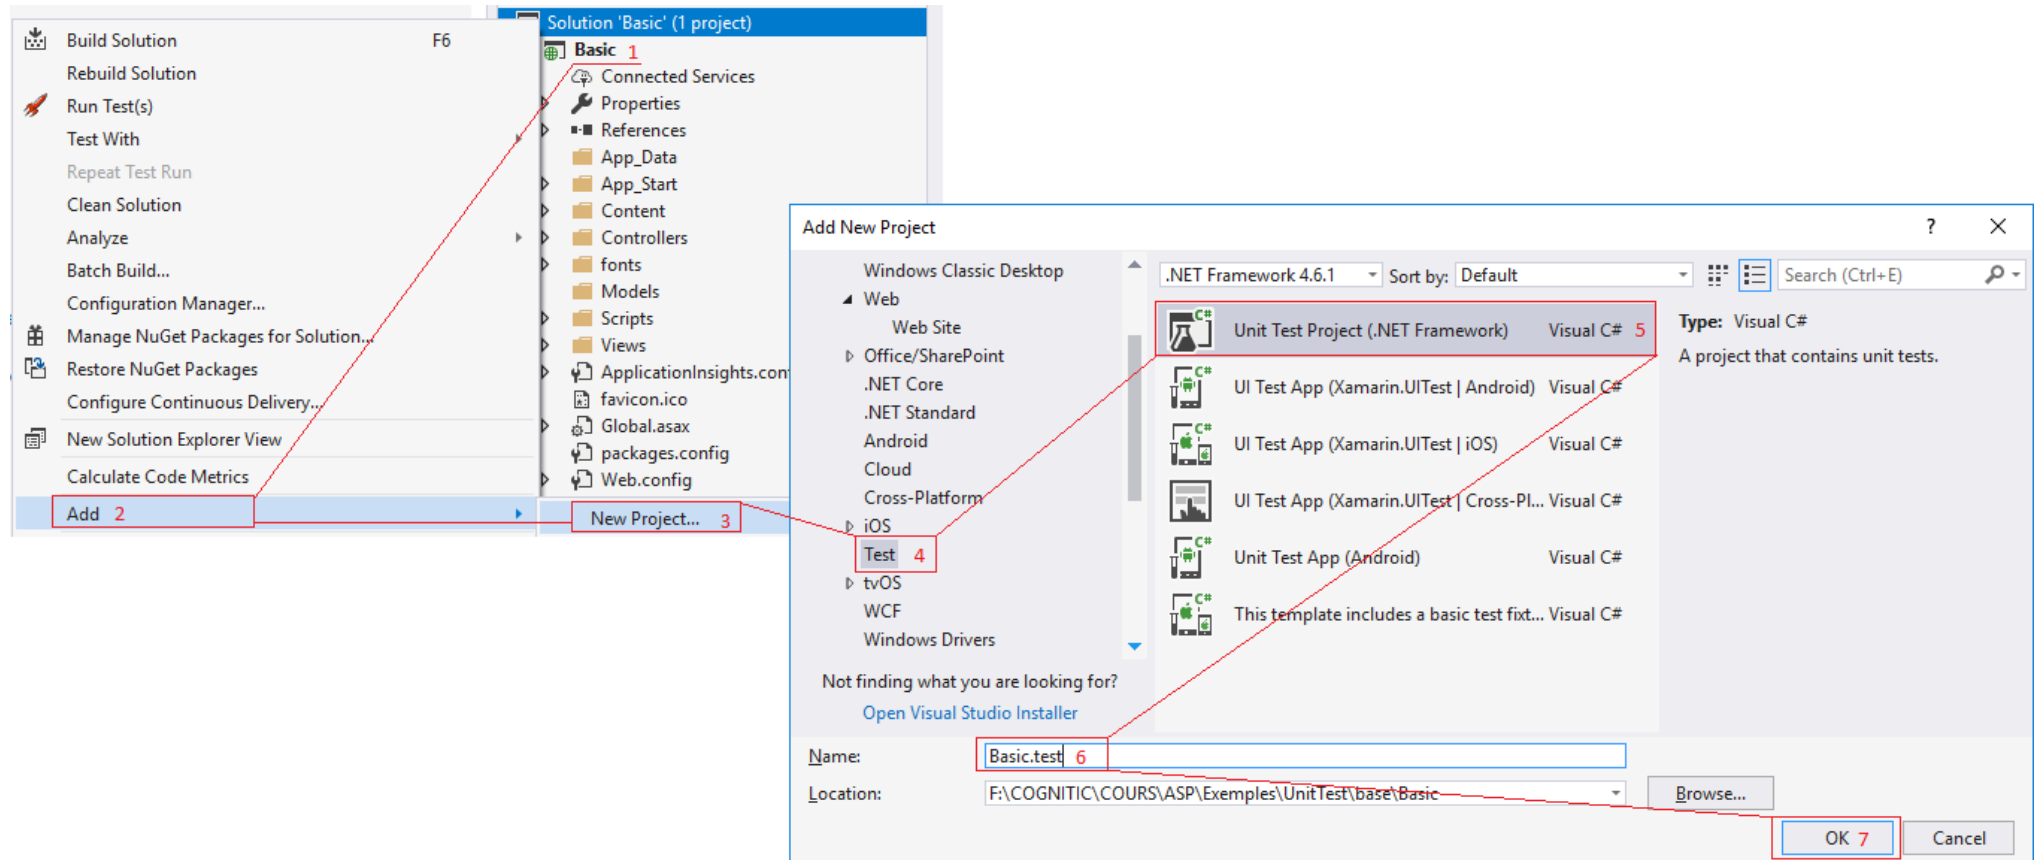 Build Solution F6
Rebuild Solution
Run Test(s)
Test With
Repeat Test Run
Clean Solution
Analyze
Batch Build...
Configuration Manager...
Manage NuGet Packages for Solution...
Restore NuGet Packages
Configure Continuous Delivery...
New Solution Explorer View
Calculate Code Metrics
Add 2
Solution 'Basic' (1 project)
Basic 1
Connected Services
Properties
References
App_Data
App_Start
Content
Controllers
fonts
Models
Scripts
Views
ApplicationInsights.con
favicon.ico
Global.asax
packages.config
Web.config
New Project... 3
Add New Project
?
Windows Classic Desktop
Web
Web Site
Office/SharePoint
.NET Core
.NET Standard
Android
Cloud
Cross-Platform
iOS
Test 4
tvOS
WCF
Windows Drivers
Not finding what you are looking for?
Open Visual Studio Installer
.NET Framework 4.6.1 Sort by: Default Search (Ctrl+E)
C# Unit Test Project (.NET Framework) Visual C# 5
C# UI Test App (Xamarin.UITest | Android) Visual C#
C# UI Test App (Xamarin.UITest | iOS) Visual C#
UI Test App (Xamarin.UITest | Cross-Pl... Visual C#
C# Unit Test App (Android) Visual C#
C# This template includes a basic test fixt... Visual C#
Type: Visual C#
A project that contains unit tests.
Name: Basic.test 6
Location: F:\COGNITIC\COURS\ASP\Exemples\UnitTest\base\Basic Browse...
OK 7 Cancel